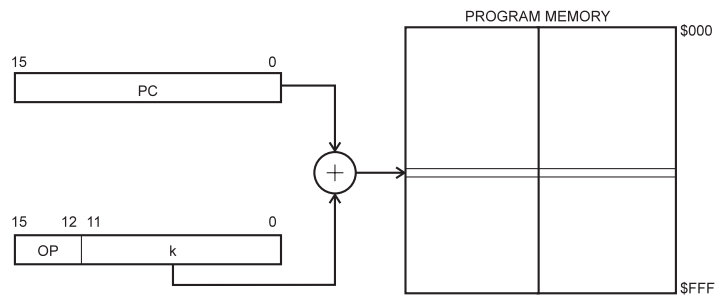 PROGRAM MEMORY
$000
15 0
PC
+
15 12 11 0
OP k
$FFF